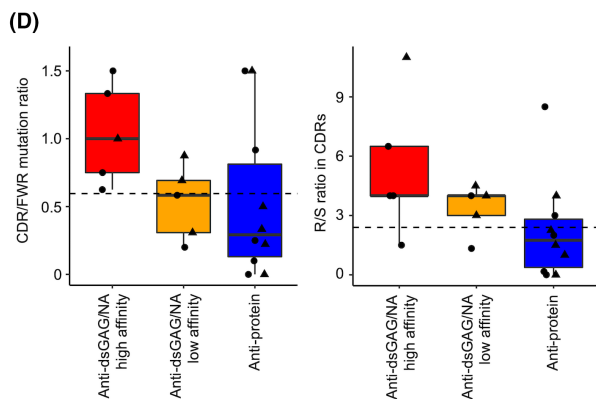 (D)
CDR/FWR mutation ratio
1.5
1.0
0.5
0
Anti-dsGAG/NA
high affinity
Anti-dsGAG/NA
low affinity
Anti-protein
R/S ratio in CDRs
9
6
3
0
Anti-dsGAG/NA
high affinity
Anti-dsGAG/NA
low affinity
Anti-protein